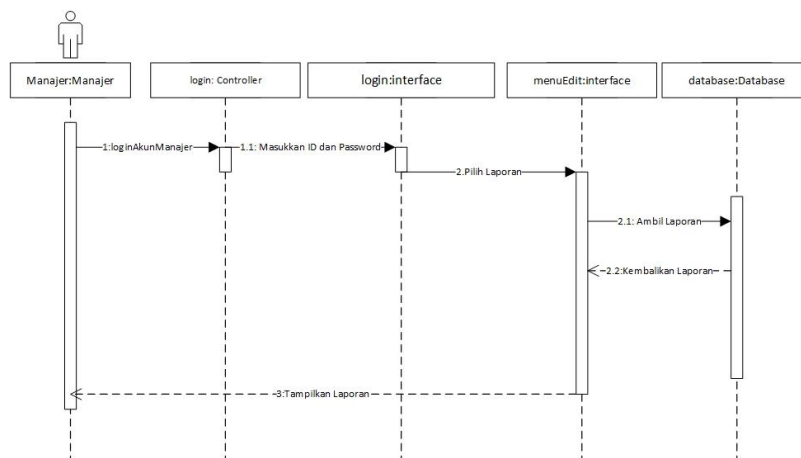 Manajer:Manajer
login: Controller
login:interface
menuEdit:interface
database:Database
1:loginAkunManajer
1.1: Masukkan ID dan Password
2.Pilih Laporan
2.1: Ambil Laporan
2.2:Kembalikan Laporan
3:Tampilkan Laporan